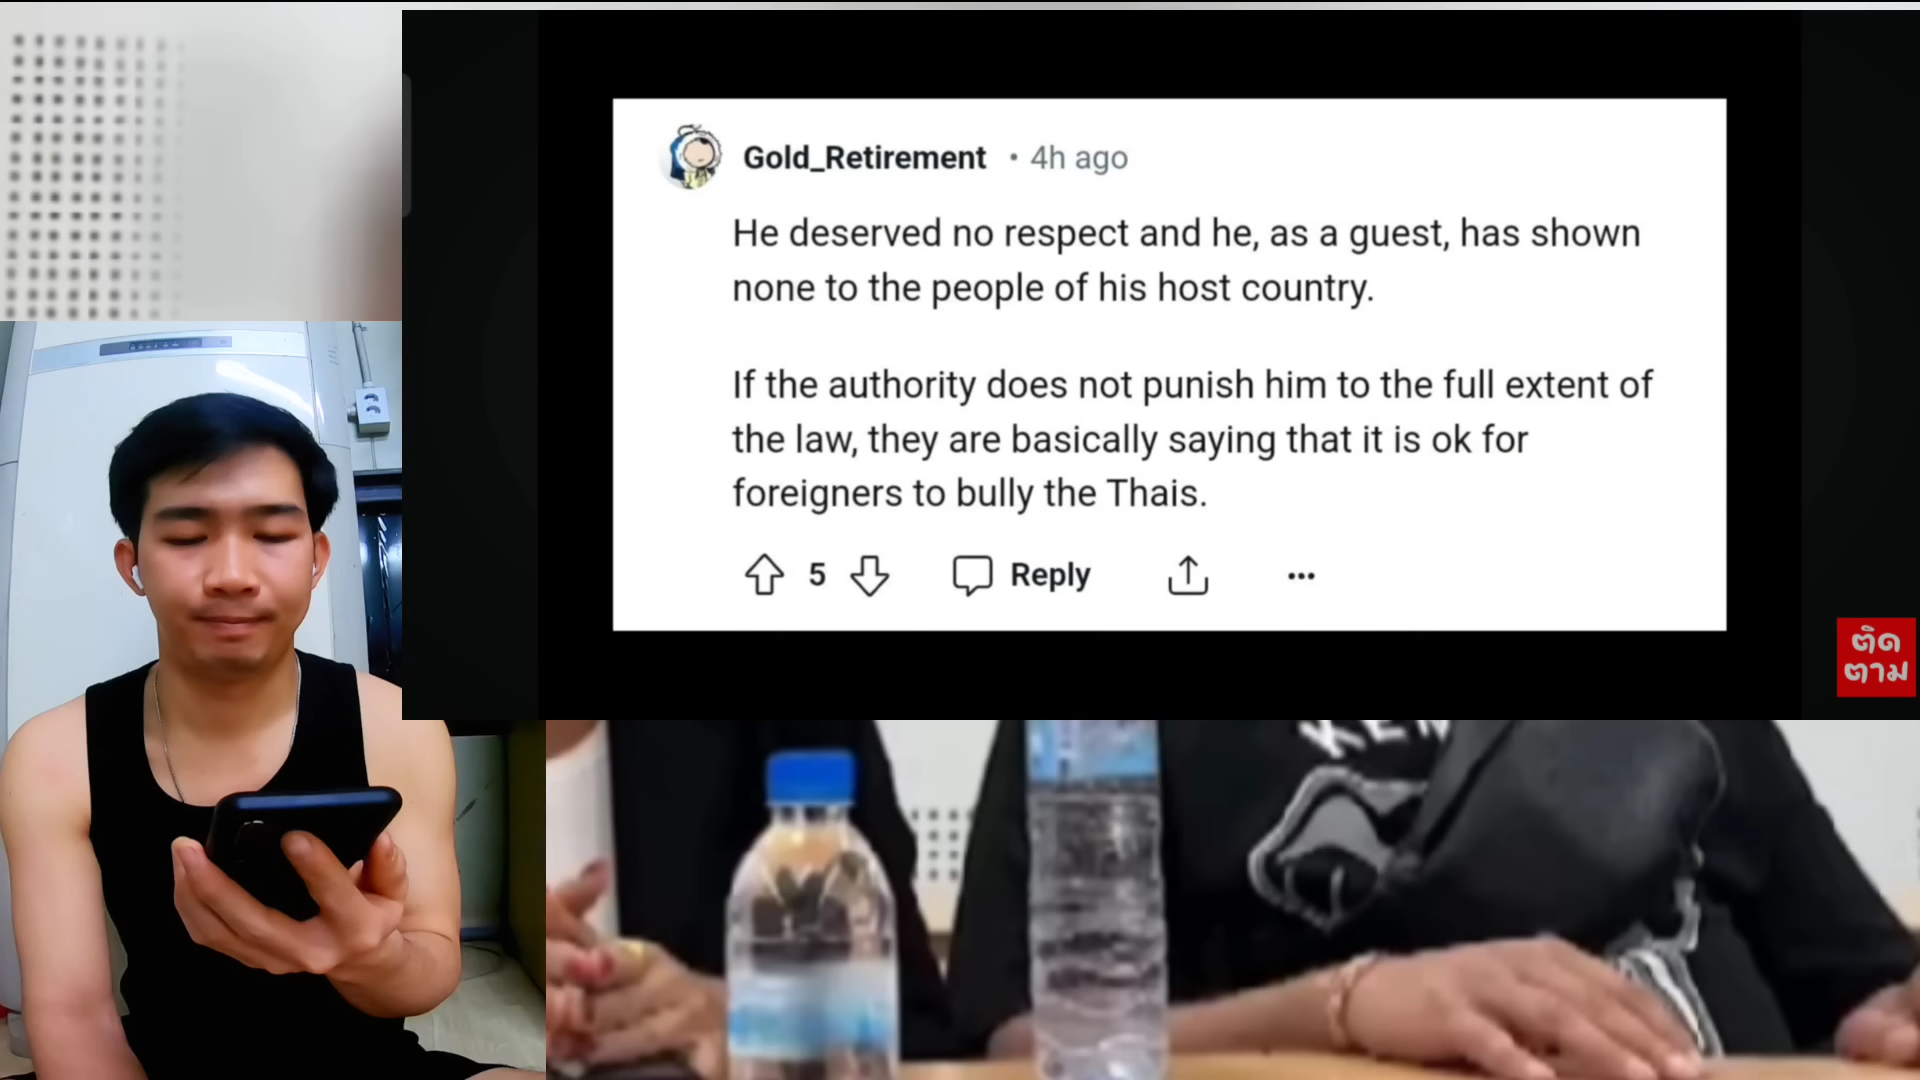 Gold_Retirement • 4h ago
He deserved no respect and he, as a guest, has shown
none to the people of his host country.
If the authority does not punish him to the full extent of
the law, they are basically saying that it is ok for
foreigners to bully the Thais.
5 Reply
ติด
ตาม